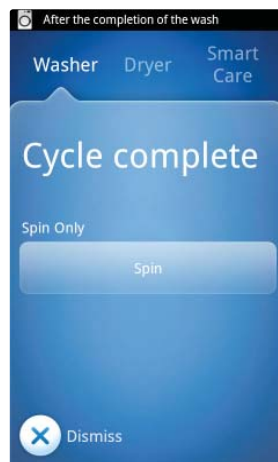 After the completion of the wash
Washer Dryer Smart Care
Cycle complete
Spin Only
Spin
Dismiss